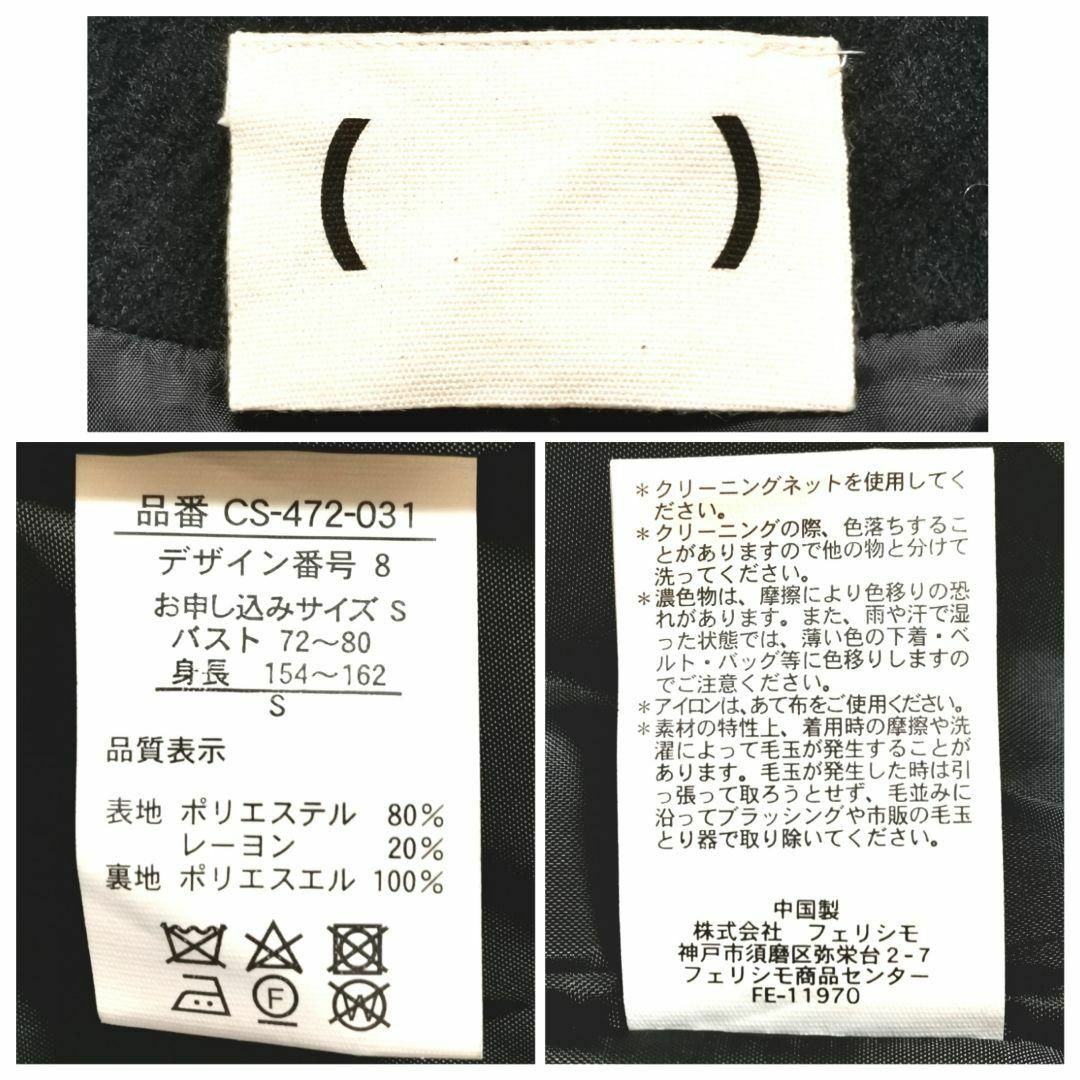 ( )
品番 CS-472-031
デザイン番号 8
お申し込みサイズ S
バスト 72〜80
身長 154〜162
S
品質表示
表地 ポリエステル 80%
レーヨン 20%
裏地 ポリエスエル 100%
F
W
*クリーニングネットを使用してく
ださい。
*クリーニングの際、色落ちするこ
とがありますので他の物と分けて
洗ってください。
*濃色物は、摩擦により色移りの恐
れがあります。また、雨や汗で湿
った状態では、薄い色の下着・ベ
ルト・バッグ等に色移りしますの
でご注意ください。
*アイロンは、あて布をご使用ください。
*素材の特性上、着用時の摩擦や洗
濯によって毛玉が発生することが
あります。毛玉が発生した時は引
っ張って取ろうとせず、毛並みに
沿ってブラッシングや市販の毛玉
とり器で取り除いてください。
中国製
株式会社 フェリシモ
神戸市須磨区弥栄台2-7
フェリシモ商品センター
FE-11970